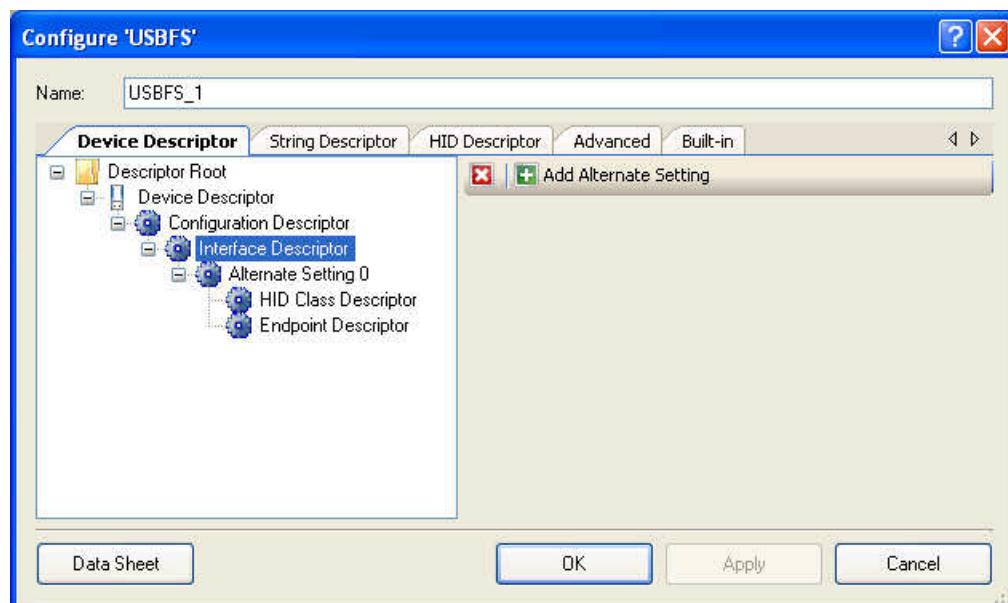 Configure 'USBFS'
Name: USBFS_1
Device Descriptor String Descriptor HID Descriptor Advanced Built-in
Descriptor Root
Device Descriptor
Configuration Descriptor
Interface Descriptor
Alternate Setting 0
HID Class Descriptor
Endpoint Descriptor
Add Alternate Setting
Data Sheet OK Apply Cancel